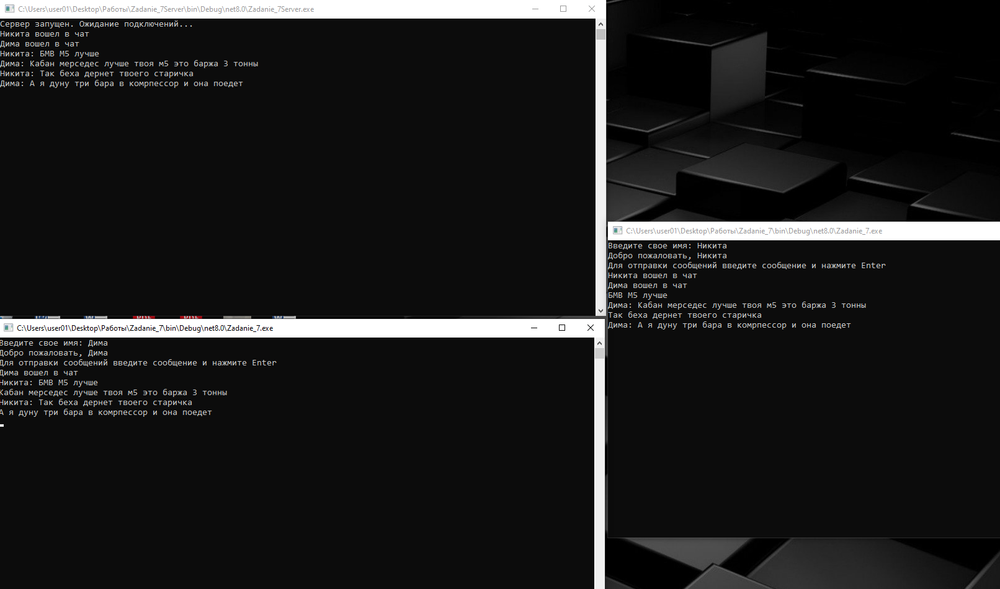 C:\Users\user01\Desktop\Работы\Zadanie_7Server\bin\Debug\net8.0\Zadanie_7Server.exe
Сервер запущен. Ожидание подключений...
Никита вошел в чат
Дима вошел в чат
Никита: БМВ М5 лучше
Дима: Кабан мерседес лучше твоя м5 это баржа 3 тонны
Никита: Так беха дернет твоего старичка
Дима: А я дуну три бара в комрпессор и она поедет
C:\Users\user01\Desktop\Работы\Zadanie_7\bin\Debug\net8.0\Zadanie_7.exe
Введите свое имя: Никита
Добро пожаловать, Никита
Для отправки сообщений введите сообщение и нажмите Enter
Никита вошел в чат
Дима вошел в чат
БМВ М5 лучше
Дима: Кабан мерседес лучше твоя м5 это баржа 3 тонны
Так беха дернет твоего старичка
Дима: А я дуну три бара в комрпессор и она поедет
C:\Users\user01\Desktop\Работы\Zadanie_7\bin\Debug\net8.0\Zadanie_7.exe
Введите свое имя: Дима
Добро пожаловать, Дима
Для отправки сообщений введите сообщение и нажмите Enter
Дима вошел в чат
Никита: БМВ М5 лучше
Кабан мерседес лучше твоя м5 это баржа 3 тонны
Никита: Так беха дернет твоего старичка
А я дуну три бара в комрпессор и она поедет